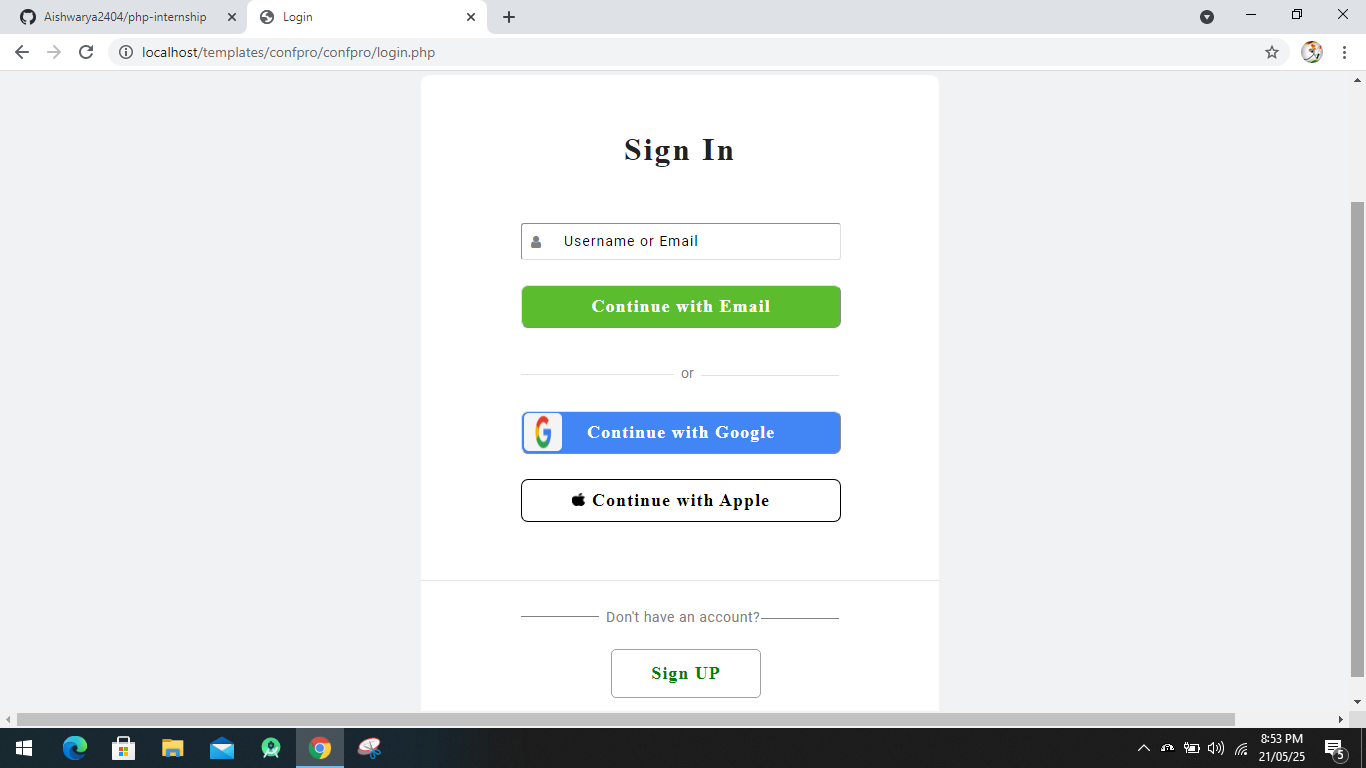 Aishwarya2404/php-internship
Login
localhost/templates/confpro/confpro/login.php
Sign In
Username or Email
Continue with Email
or
G Continue with Google
Continue with Apple
Don't have an account?
Sign UP
8:53 PM
21/05/25
5